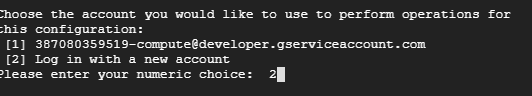 Choose the account you would like to use to perform operations for
this configuration:
[1] 387080359519-compute@developer.gserviceaccount.com
[2] Log in with a new account
Please enter your numeric choice:  2